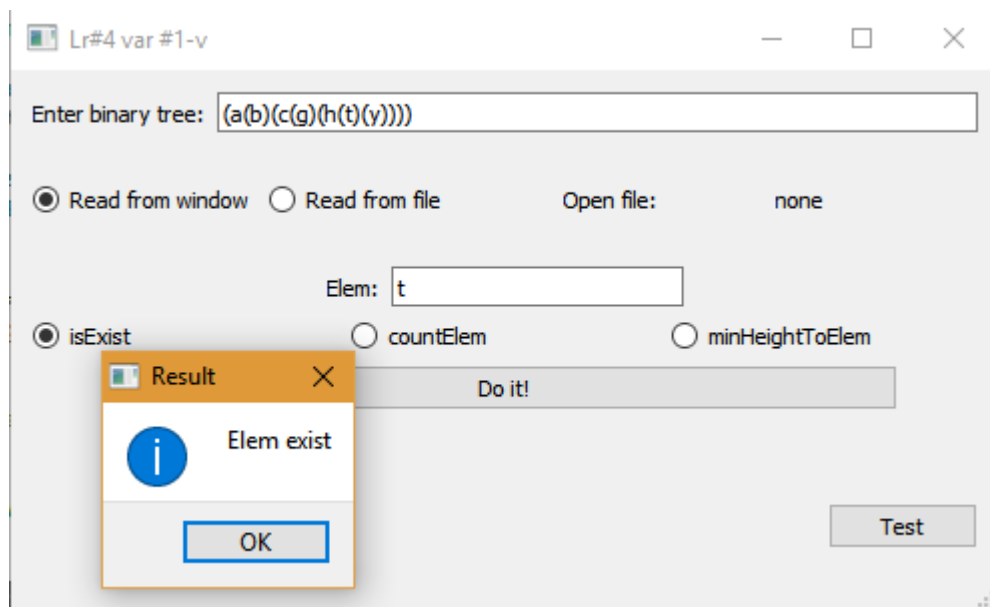 Lr#4 var #1-v
Enter binary tree: (a(b)(c(g)(h(t)(y))))
Read from window Read from file Open file: none
Elem: t
isExist countElem minHeightToElem
Result
Do it!
Elem exist
OK
Test